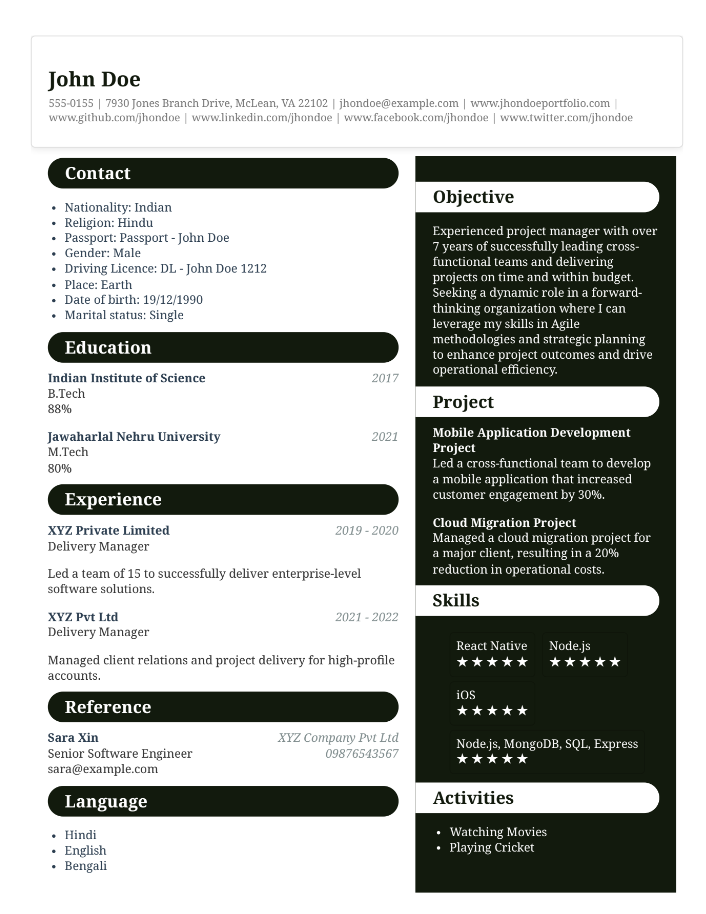 John Doe
555-0155 | 7930 Jones Branch Drive, McLean, VA 22102 | jhondoe@example.com | www.jhondoeportfolio.com |
www.github.com/jhondoe | www.linkedin.com/jhondoe | www.facebook.com/jhondoe | www.twitter.com/jhondoe
Contact
• Nationality: Indian
• Religion: Hindu
• Passport: Passport - John Doe
• Gender: Male
• Driving Licence: DL - John Doe 1212
• Place: Earth
• Date of birth: 19/12/1990
• Marital status: Single
Education
Indian Institute of Science 2017
B.Tech
88%
Jawaharlal Nehru University 2021
M.Tech
80%
Experience
XYZ Private Limited 2019 - 2020
Delivery Manager
Led a team of 15 to successfully deliver enterprise-level
software solutions.
XYZ Pvt Ltd 2021 - 2022
Delivery Manager
Managed client relations and project delivery for high-profile
accounts.
Reference
Sara Xin XYZ Company Pvt Ltd
Senior Software Engineer 09876543567
sara@example.com
Language
• Hindi
• English
• Bengali
Objective
Experienced project manager with over
7 years of successfully leading cross-
functional teams and delivering
projects on time and within budget.
Seeking a dynamic role in a forward-
thinking organization where I can
leverage my skills in Agile
methodologies and strategic planning
to enhance project outcomes and drive
operational efficiency.
Project
Mobile Application Development
Project
Led a cross-functional team to develop
a mobile application that increased
customer engagement by 30%.
Cloud Migration Project
Managed a cloud migration project for
a major client, resulting in a 20%
reduction in operational costs.
Skills
React Native Node.js
★★★★★ ★★★★★
iOS
★★★★★
Node.js, MongoDB, SQL, Express
★★★★★
Activities
• Watching Movies
• Playing Cricket